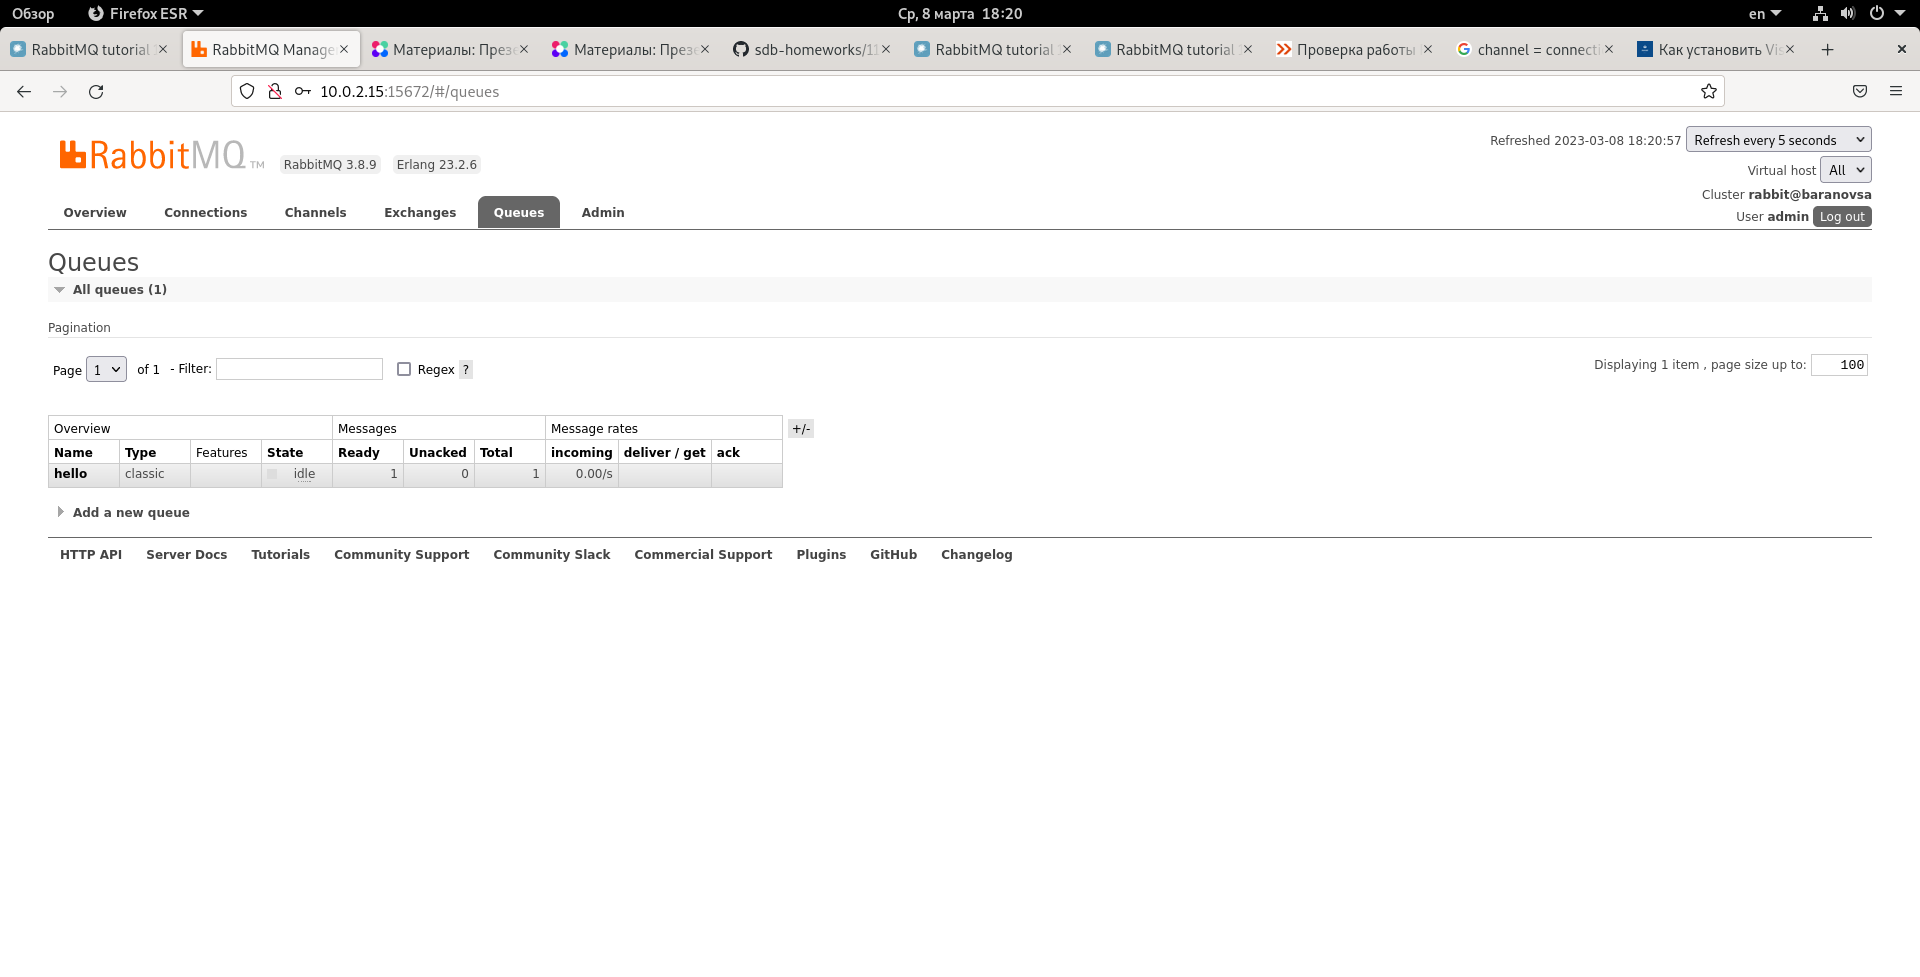 Обзор Firefox ESR Ср, 8 марта 18:20 en
RabbitMQ tutorial RabbitMQ Manage Материалы: През Материалы: През sdb-homeworks/11 RabbitMQ tutorial RabbitMQ tutorial Проверка работы channel = connecti Как установить Vis
10.0.2.15:15672/#/queues
RabbitMQ TM RabbitMQ 3.8.9 Erlang 23.2.6
Refreshed 2023-03-08 18:20:57 Refresh every 5 seconds
Virtual host All
Cluster rabbit@baranovsa
User admin Log out
Overview Connections Channels Exchanges Queues Admin
Queues
All queues (1)
Pagination
Page 1 of 1 - Filter: Regex ? Displaying 1 item , page size up to: 100
Overview Messages Message rates +/-
Name Type Features State Ready Unacked Total incoming deliver / get ack
hello classic idle 1 0 1 0.00/s
Add a new queue
HTTP API Server Docs Tutorials Community Support Community Slack Commercial Support Plugins GitHub Changelog